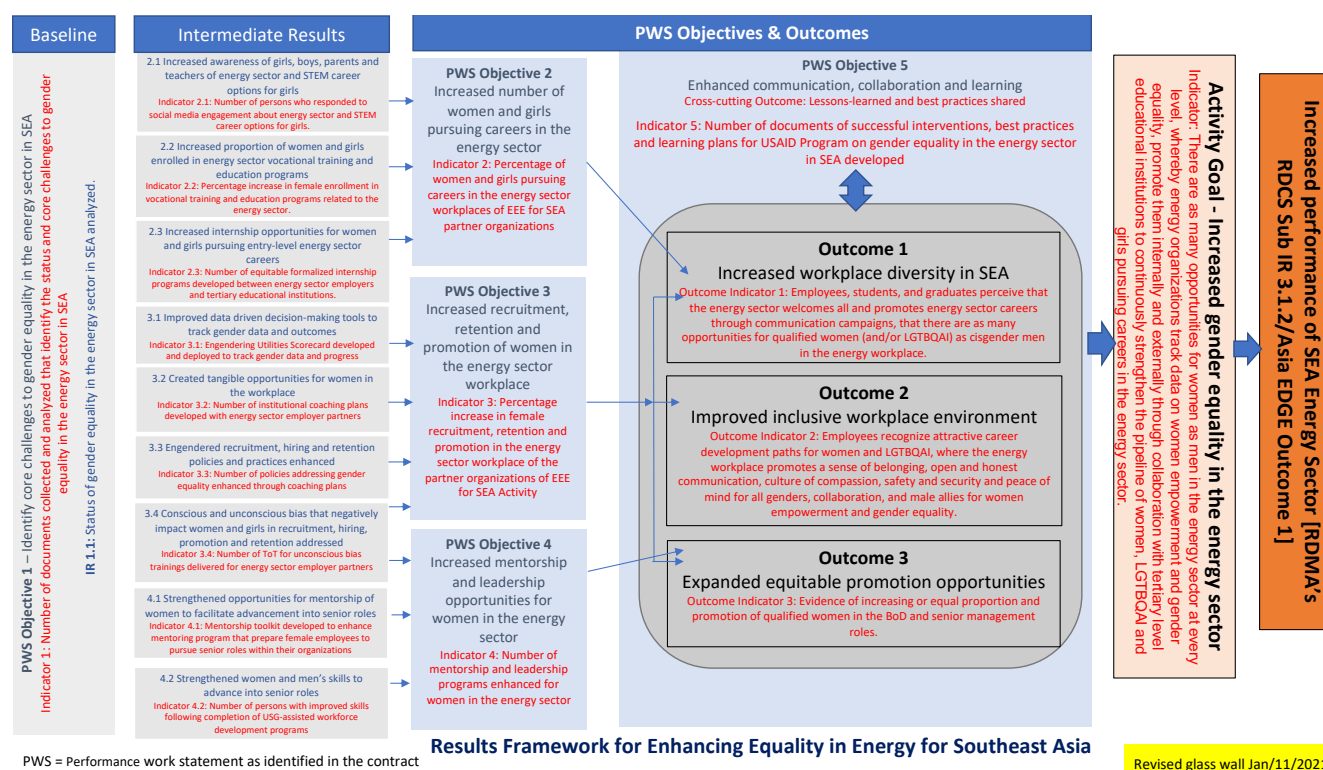 Baseline
PWS Objective 1 – Identify core challenges to gender equality in the energy sector in SEA
Indicator 1: Number of documents collected and analyzed that identify the status and core challenges to gender
equality in the energy sector in SEA
IR 1.1: Status of gender equality in the energy sector in SEA analyzed.
Intermediate Results
2.1 Increased awareness of girls, boys, parents and
teachers of energy sector and STEM career
options for girls
Indicator 2.1: Number of persons who responded to
social media engagement about energy sector and STEM
career options for girls.
2.2 Increased proportion of women and girls
enrolled in energy sector vocational training and
education programs
Indicator 2.2: Percentage increase in female enrollment in
vocational training and education programs related to the
energy sector.
2.3 Increased internship opportunities for women
and girls pursuing entry-level energy sector
careers
Indicator 2.3: Number of equitable formalized internship
programs developed between energy sector employers
and tertiary educational institutions.
3.1 Improved data driven decision-making tools to
track gender data and outcomes
Indicator 3.1: Engendering Utilities Scorecard developed
and deployed to track gender data and progress
3.2 Created tangible opportunities for women in
the workplace
Indicator 3.2: Number of institutional coaching plans
developed with energy sector employer partners
3.3 Engendered recruitment, hiring and retention
policies and practices enhanced
Indicator 3.3: Number of policies addressing gender
equality enhanced through coaching plans
3.4 Conscious and unconscious bias that negatively
impact women and girls in recruitment, hiring,
promotion and retention addressed
Indicator 3.4: Number of ToT for unconscious bias
trainings delivered for energy sector employer partners
4.1 Strengthened opportunities for mentorship of
women to facilitate advancement into senior roles
Indicator 4.1: Mentorship toolkit developed to enhance
mentoring program that prepare female employees to
pursue senior roles within their organizations
4.2 Strengthened women and men's skills to
advance into senior roles
Indicator 4.2: Number of persons with improved skills
following completion of USG-assisted workforce
development programs
PWS Objectives & Outcomes
PWS Objective 2
Increased number of
women and girls
pursuing careers in the
energy sector
Indicator 2: Percentage of
women and girls pursuing
careers in the energy sector
workplaces of EEE for SEA
partner organizations
PWS Objective 3
Increased recruitment,
retention and
promotion of women in
the energy sector
workplace
Indicator 3: Percentage
increase in female
recruitment, retention and
promotion in the energy
sector workplace of the
partner organizations of EEE
for SEA Activity
PWS Objective 4
Increased mentorship
and leadership
opportunities for
women in the energy
sector
Indicator 4: Number of
mentorship and leadership
programs enhanced for
women in the energy sector
PWS Objective 5
Enhanced communication, collaboration and learning
Cross-cutting Outcome: Lessons-learned and best practices shared
Indicator 5: Number of documents of successful interventions, best practices
and learning plans for USAID Program on gender equality in the energy sector
in SEA developed
Outcome 1
Increased workplace diversity in SEA
Outcome Indicator 1: Employees, students, and graduates perceive that
the energy sector welcomes all and promotes energy sector careers
through communication campaigns, that there are as many
opportunities for qualified women (and/or LGTBQAI) as cisgender men
in the energy workplace.
Outcome 2
Improved inclusive workplace environment
Outcome Indicator 2: Employees recognize attractive career
development paths for women and LGTBQAI, where the energy
workplace promotes a sense of belonging, open and honest
communication, culture of compassion, safety and security and peace of
mind for all genders, collaboration, and male allies for women
empowerment and gender equality.
Outcome 3
Expanded equitable promotion opportunities
Outcome Indicator 3: Evidence of increasing or equal proportion and
promotion of qualified women in the BoD and senior management
roles.
Activity Goal - Increased gender equality in the energy sector
Indicator: There are as many opportunities for women as men in the energy sector at every
level, whereby energy organizations track data on women empowerment and gender
equality, promote them internally and externally through collaboration with tertiary level
educational institutions to continuously strengthen the pipeline of women, LGTBQAI and
girls pursuing careers in the energy sector.
Increased performance of SEA Energy Sector [RDMA's
RDCS Sub IR 3.1.2/Asia EDGE Outcome 1]
Results Framework for Enhancing Equality in Energy for Southeast Asia
PWS = Performance work statement as identified in the contract
Revised glass wall Jan/11/2021